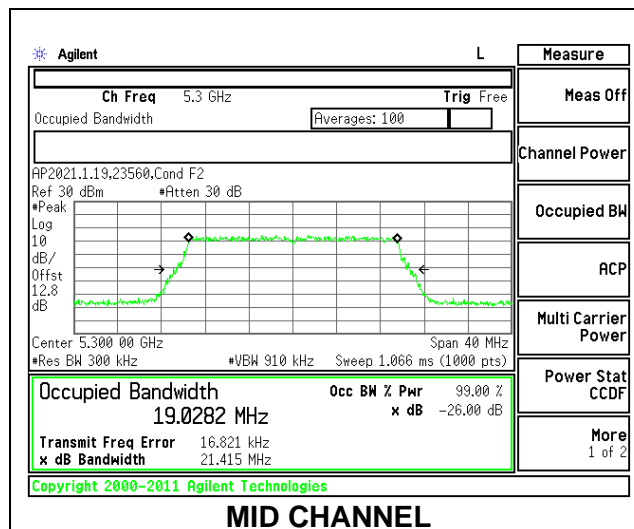 Agilent L Measure
Ch Freq 5.3 GHz Trig Free
Meas Off
Occupied Bandwidth Averages: 100
Channel Power
AP2021.1.19,23560,Cond F2
Ref 30 dBm #Atten 30 dB
#Peak
Log
10
dB/
Offst
12.8
dB
Occupied BW
ACP
Center 5.300 00 GHz Span 40 MHz
#Res BW 300 kHz #VBW 910 kHz Sweep 1.066 ms (1000 pts)
Multi Carrier
Power
Occupied Bandwidth Occ BW % Pwr 99.00 %
19.0282 MHz x dB -26.00 dB
Transmit Freq Error 16.821 kHz
x dB Bandwidth 21.415 MHz
Power Stat
CCDF
More
1 of 2
Copyright 2000-2011 Agilent Technologies
MID CHANNEL